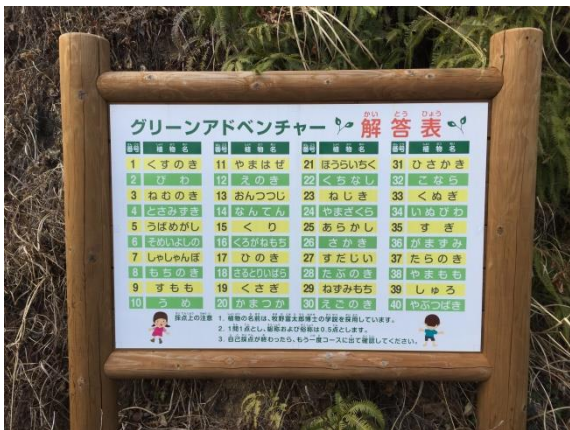 グリーンアドベンチャー 解答表
かい とう ひょう
番号 植物名 番号 植物名 番号 植物名 番号 植物名
1 くすのき 11 やまはぜ 21 ほうらいちく 31 ひさかき
2 びわ 12 えのき 22 くちなし 32 こなら
3 ねむのき 13 おんつつじ 23 ねじき 33 くぬぎ
4 とさみずき 14 なんてん 24 やまざくら 34 いぬびわ
5 うばめがし 15 くり 25 あらかし 35 すぎ
6 そめいよしの 16 くろがねもち 26 さかき 36 がまずみ
7 しゃしゃんぼ 17 ひのき 27 すだじい 37 たらのき
8 もちのき 18 さるとりいばら 28 たぶのき 38 やまもも
9 すもも 19 くさぎ 29 ねずみもち 39 しゅろ
10 うめ 20 かまつか 30 えごのき 40 やぶつばき
採点上の注意 1. 植物の名前は、牧野富太郎博士の学説を採用しています。
2. 1問1点とし、別称および俗称は0.5点とします。
3. 自己採点が終わったら、もう一度コースに出て確認してください。